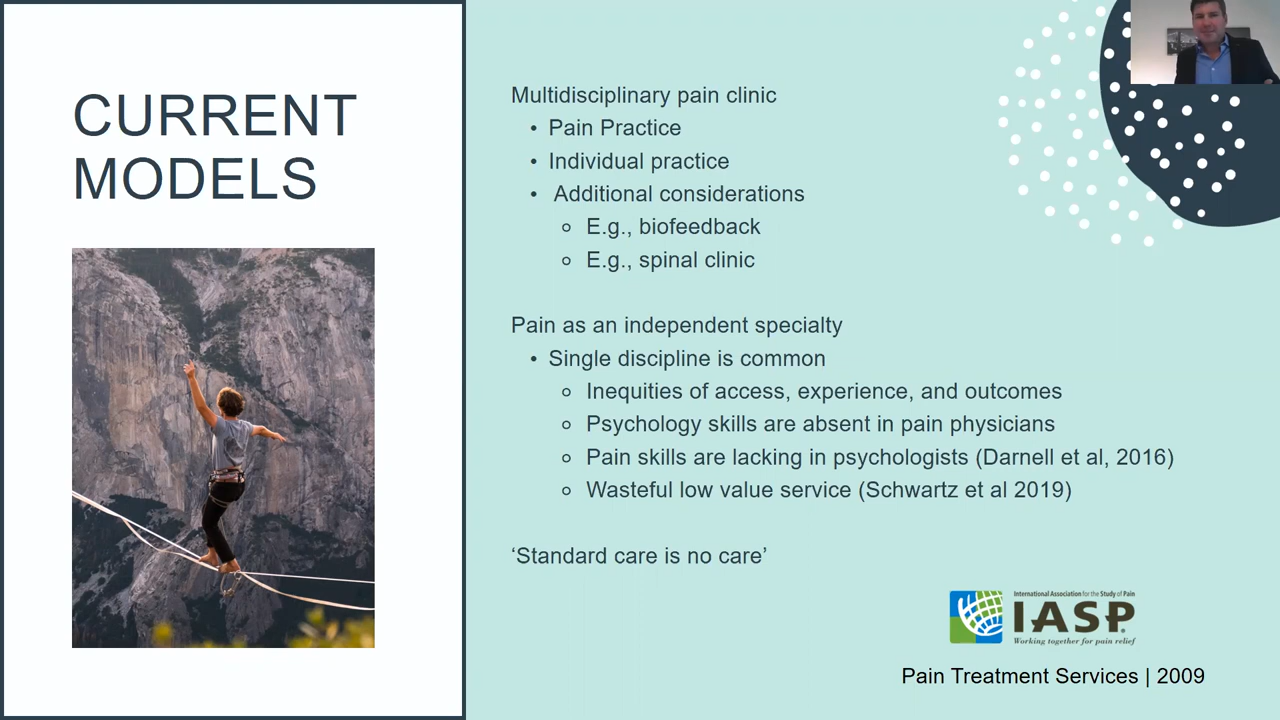 CURRENT
MODELS
Multidisciplinary pain clinic
• Pain Practice
• Individual practice
• Additional considerations
o E.g., biofeedback
o E.g., spinal clinic
Pain as an independent specialty
• Single discipline is common
o Inequities of access, experience, and outcomes
o Psychology skills are absent in pain physicians
o Pain skills are lacking in psychologists (Darnell et al, 2016)
o Wasteful low value service (Schwartz et al 2019)
‘Standard care is no care’
International Association for the Study of Pain
IASP®
Working together for pain relief
Pain Treatment Services | 2009